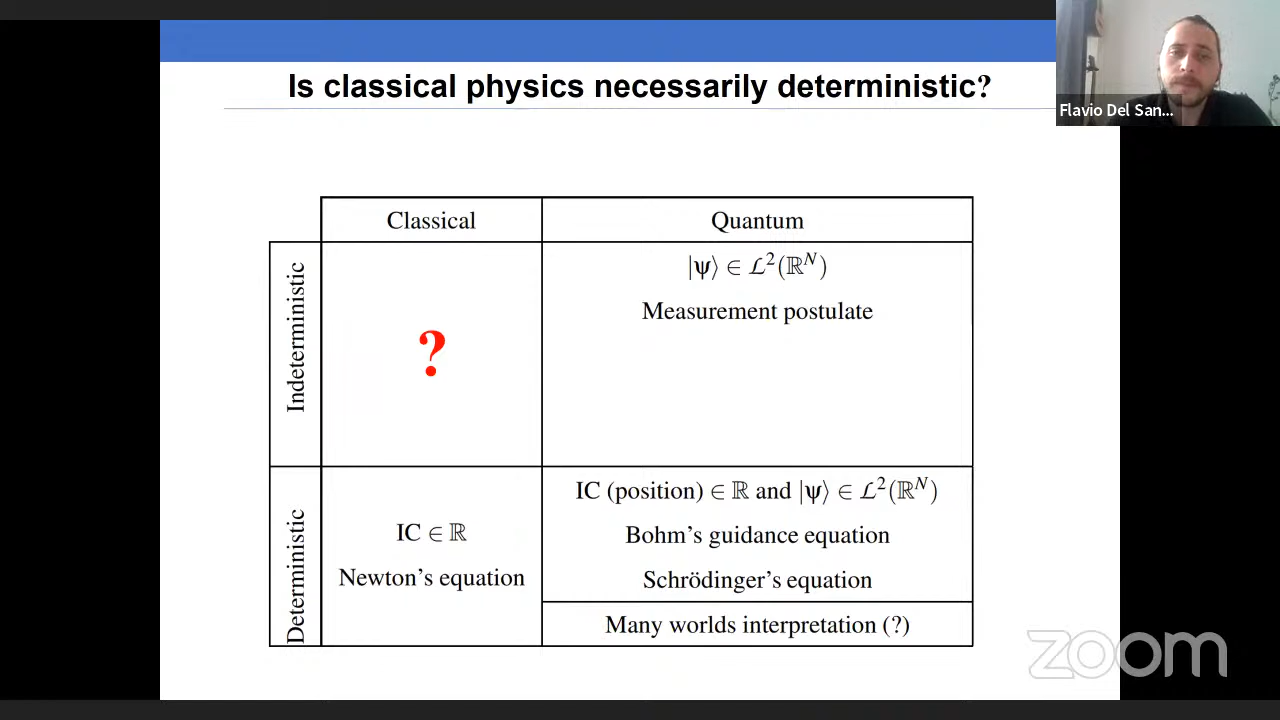 Is classical physics necessarily deterministic?
Flavio Del San...
Classical
Quantum
Indeterministic
?
|ψ⟩ ∈ ℒ²(ℝᴺ)
Measurement postulate
Deterministic
IC ∈ ℝ
Newton's equation
IC (position) ∈ ℝ and |ψ⟩ ∈ ℒ²(ℝᴺ)
Bohm's guidance equation
Schrödinger's equation
Many worlds interpretation (?)
zoom